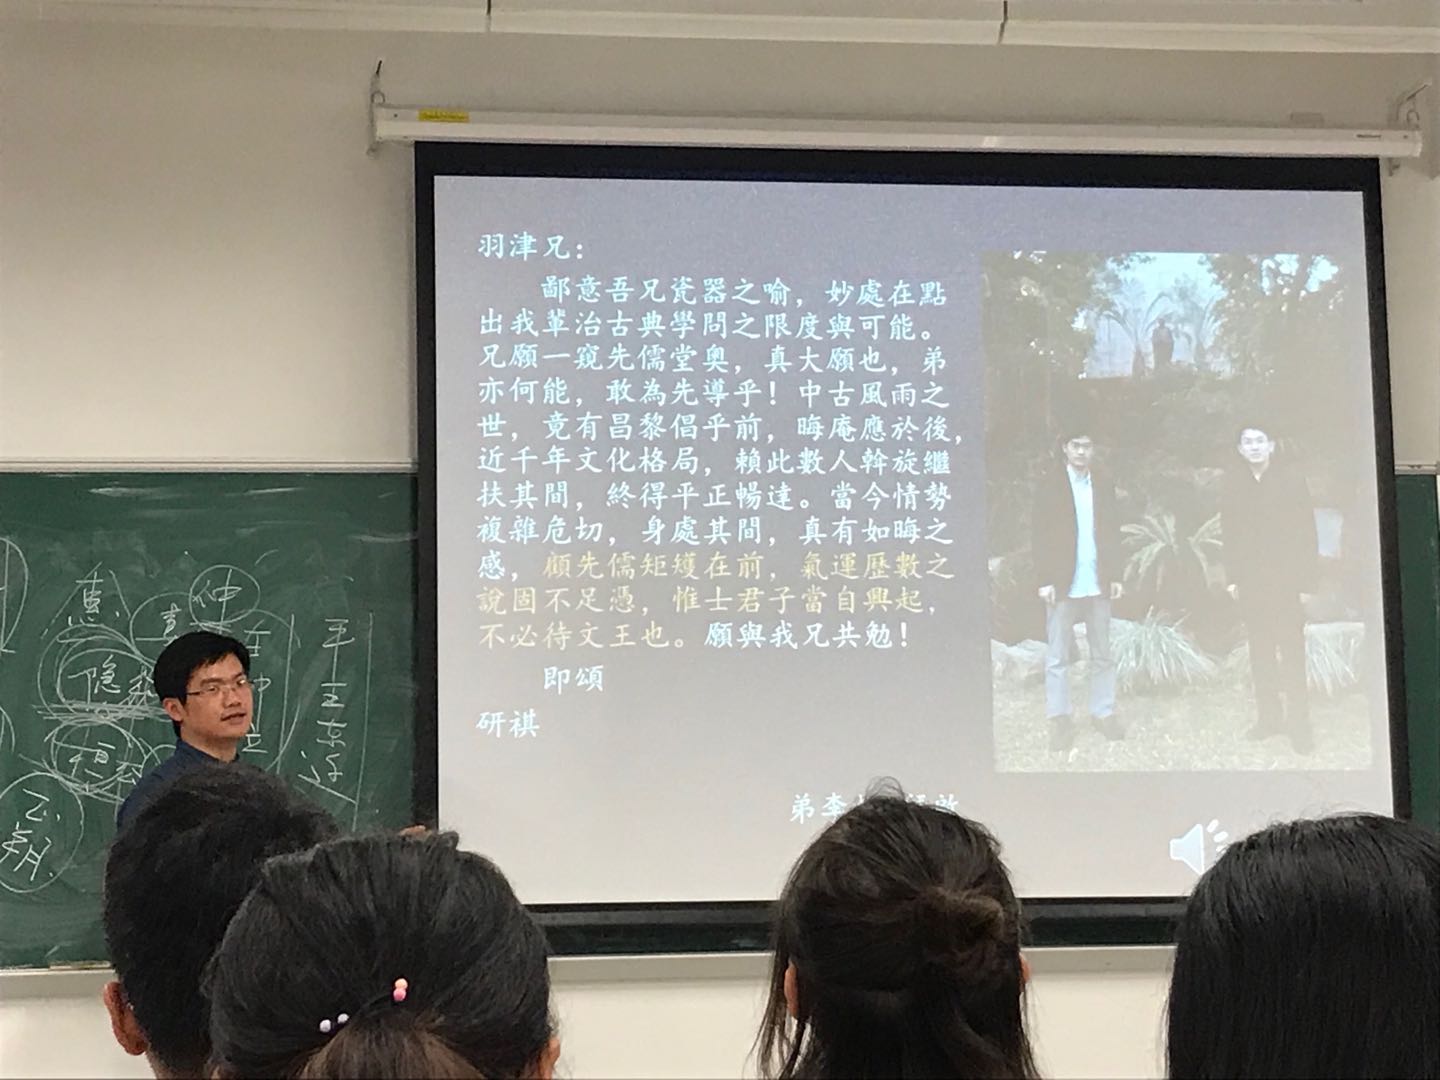 羽津兄：
鄙意吾兄瓷器之喻，妙處在點
出我輩治古典學問之限度與可能。
兄願一窺先儒堂奧，真大願也，弟
亦何能，敢為先導乎！中古風雨之
世，竟有昌黎倡乎前，晦庵應於後，
近千年文化格局，賴此數人斡旋繼
扶其間，終得平正暢達。當今情勢
複雜危切，身處其間，真有如晦之
感，顧先儒矩矱在前，氣運歷數之
說固不足憑，惟士君子當自興起，
不必待文王也。願與我兄共勉！
即頌
研祺
弟李
惠
仲
隐
平王东